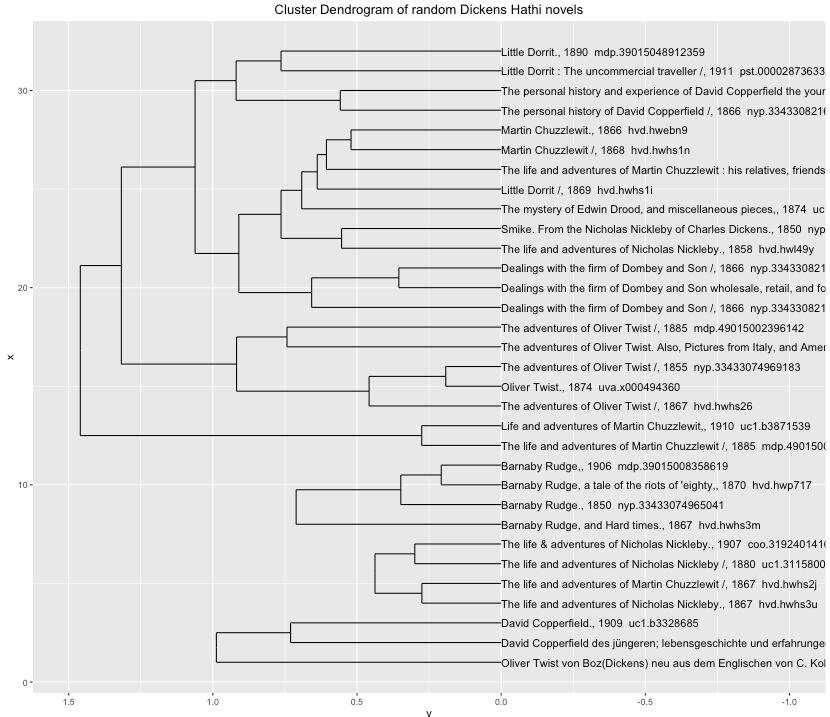 Cluster Dendrogram of random Dickens Hathi novels
Little Dorrit., 1890  mdp.39015048912359
Little Dorrit : The uncommercial traveller /, 1911  pst.00002873633
30
The personal history and experience of David Copperfield the your
The personal history of David Copperfield /, 1866  nyp.3343308216
Martin Chuzzlewit., 1866  hvd.hwebn9
Martin Chuzzlewit /, 1868  hvd.hwhs1n
The life and adventures of Martin Chuzzlewit : his relatives, friends
Little Dorrit /, 1869  hvd.hwhs1i
The mystery of Edwin Drood, and miscellaneous pieces,, 1874  uc
Smike. From the Nicholas Nickleby of Charles Dickens., 1850  nyp
The life and adventures of Nicholas Nickleby., 1858  hvd.hwl49y
Dealings with the firm of Dombey and Son /, 1866  nyp.334330821
20
Dealings with the firm of Dombey and Son wholesale, retail, and fo
Dealings with the firm of Dombey and Son /, 1866  nyp.334330821
The adventures of Oliver Twist /, 1885  mdp.49015002396142
The adventures of Oliver Twist. Also, Pictures from Italy, and Amer
x
The adventures of Oliver Twist /, 1855  nyp.33433074969183
Oliver Twist., 1874  uva.x000494360
The adventures of Oliver Twist /, 1867  hvd.hwhs26
Life and adventures of Martin Chuzzlewit,, 1910  uc1.b3871539
The life and adventures of Martin Chuzzlewit /, 1885  mdp.490150
Barnaby Rudge,, 1906  mdp.39015008358619
10
Barnaby Rudge, a tale of the riots of 'eighty,, 1870  hvd.hwp717
Barnaby Rudge., 1850  nyp.33433074965041
Barnaby Rudge, and Hard times., 1867  hvd.hwhs3m
The life & adventures of Nicholas Nickleby., 1907  coo.319240141
The life and adventures of Nicholas Nickleby /, 1880  uc1.3115800
The life and adventures of Martin Chuzzlewit /, 1867  hvd.hwhs2j
The life and adventures of Nicholas Nickleby., 1867  hvd.hwhs3u
David Copperfield., 1909  uc1.b3328685
David Copperfield des jüngeren; lebensgeschichte und erfahrunge
Oliver Twist von Boz(Dickens) neu aus dem Englischen von C. Kol
0
1.5 1.0 0.5 0.0 -0.5 -1.0
y